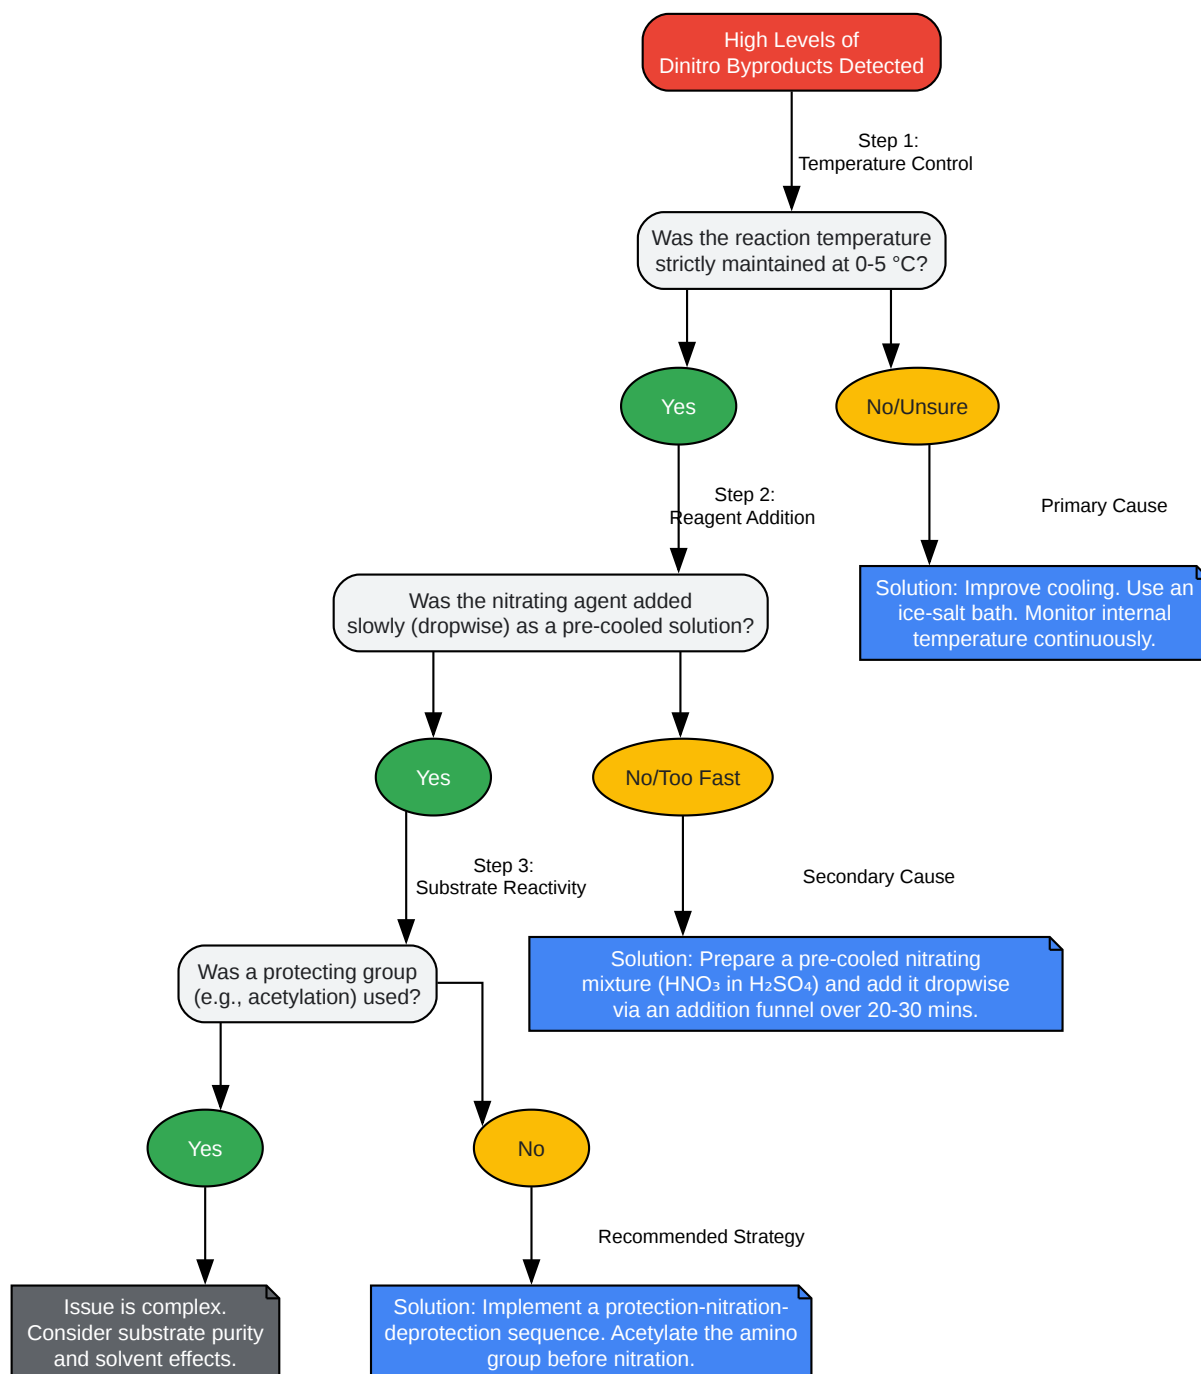 High Levels of
Dinitro Byproducts Detected
Step 1:
Temperature Control
Was the reaction temperature
strictly maintained at 0-5 °C?
Yes
No/Unsure
Step 2:
Reagent Addition
Primary Cause
Was the nitrating agent added
slowly (dropwise) as a pre-cooled solution?
Solution: Improve cooling. Use an
ice-salt bath. Monitor internal
temperature continuously.
Yes
No/Too Fast
Step 3:
Substrate Reactivity
Secondary Cause
Was a protecting group
(e.g., acetylation) used?
Solution: Prepare a pre-cooled nitrating
mixture (HNO₃ in H₂SO₄) and add it dropwise
via an addition funnel over 20-30 mins.
Yes
No
Recommended Strategy
Issue is complex.
Consider substrate purity
and solvent effects.
Solution: Implement a protection-nitration-
deprotection sequence. Acetylate the amino
group before nitration.